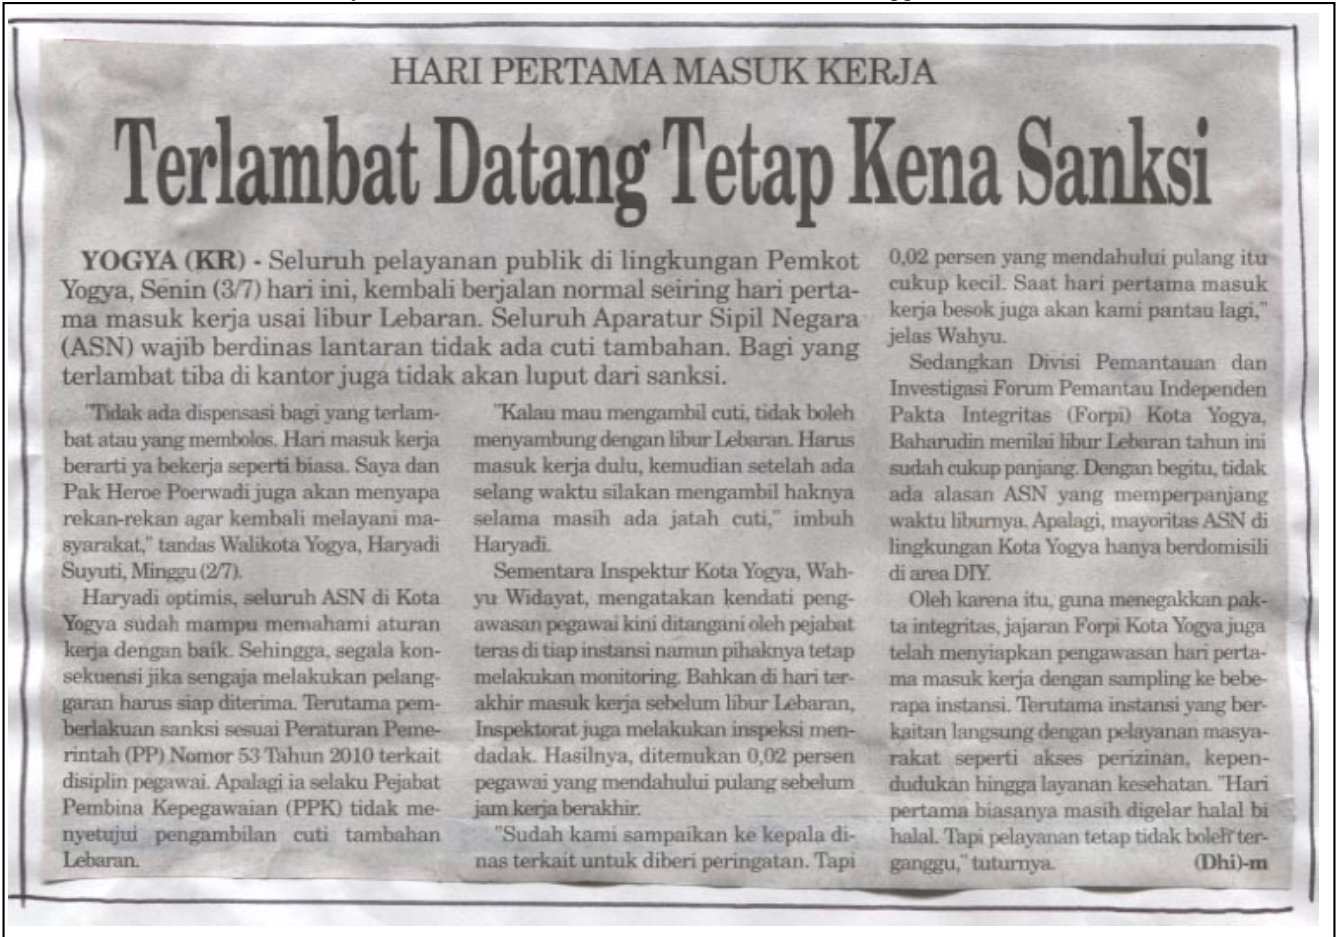 HARI PERTAMA MASUK KERJA
Terlambat Datang Tetap Kena Sanksi
YOGYA (KR) - Seluruh pelayanan publik di lingkungan Pemkot
Yogya, Senin (3/7) hari ini, kembali berjalan normal seiring hari perta-
ma masuk kerja usai libur Lebaran. Seluruh Aparatur Sipil Negara
(ASN) wajib berdinas lantaran tidak ada cuti tambahan. Bagi yang
terlambat tiba di kantor juga tidak akan luput dari sanksi.
"Tidak ada dispensasi bagi yang terlam-
bat atau yang membolos. Hari masuk kerja
berarti ya bekerja seperti biasa. Saya dan
Pak Heroe Poerwadi juga akan menyapa
rekan-rekan agar kembali melayani ma-
syarakat," tandas Walikota Yogya, Haryadi
Suyuti, Minggu (2/7).
Haryadi optimis, seluruh ASN di Kota
Yogya sudah mampu memahami aturan
kerja dengan baik. Sehingga, segala kon-
sekuensi jika sengaja melakukan pelang-
garan harus siap diterima. Terutama pem-
berlakuan sanksi sesuai Peraturan Peme-
rintah (PP) Nomor 53 Tahun 2010 terkait
disiplin pegawai. Apalagi ia selaku Pejabat
Pembina Kepegawaian (PPK) tidak me-
nyetujui pengambilan cuti tambahan
Lebaran.
"Kalau mau mengambil cuti, tidak boleh
menyambung dengan libur Lebaran. Harus
masuk kerja dulu, kemudian setelah ada
selang waktu silakan mengambil haknya
selama masih ada jatah cuti," imbuh
Haryadi.
Sementara Inspektur Kota Yogya, Wah-
yu Widayat, mengatakan kendati peng-
awasan pegawai kini ditangani oleh pejabat
teras di tiap instansi namun pihaknya tetap
melakukan monitoring. Bahkan di hari ter-
akhir masuk kerja sebelum libur Lebaran,
Inspektorat juga melakukan inspeksi men-
dadak. Hasilnya, ditemukan 0,02 persen
pegawai yang mendahului pulang sebelum
jam kerja berakhir.
"Sudah kami sampaikan ke kepala di-
nas terkait untuk diberi peringatan. Tapi
0,02 persen yang mendahului pulang itu
cukup kecil. Saat hari pertama masuk
kerja besok juga akan kami pantau lagi,"
jelas Wahyu.
Sedangkan Divisi Pemantauan dan
Investigasi Forum Pemantau Independen
Pakta Integritas (Forpi) Kota Yogya,
Baharudin menilai libur Lebaran tahun ini
sudah cukup panjang. Dengan begitu, tidak
ada alasan ASN yang memperpanjang
waktu liburnya. Apalagi, mayoritas ASN di
lingkungan Kota Yogya hanya berdomisili
di area DIY.
Oleh karena itu, guna menegakkan pak-
ta integritas, jajaran Forpi Kota Yogya juga
telah menyiapkan pengawasan hari perta-
ma masuk kerja dengan sampling ke bebe-
rapa instansi. Terutama instansi yang ber-
kaitan langsung dengan pelayanan masya-
rakat seperti akses perizinan, kepen-
dudukan hingga layanan kesehatan. "Hari
pertama biasanya masih digelar halal bi
halal. Tapi pelayanan tetap tidak boleh ter-
ganggu," tuturnya. (Dhi)-m